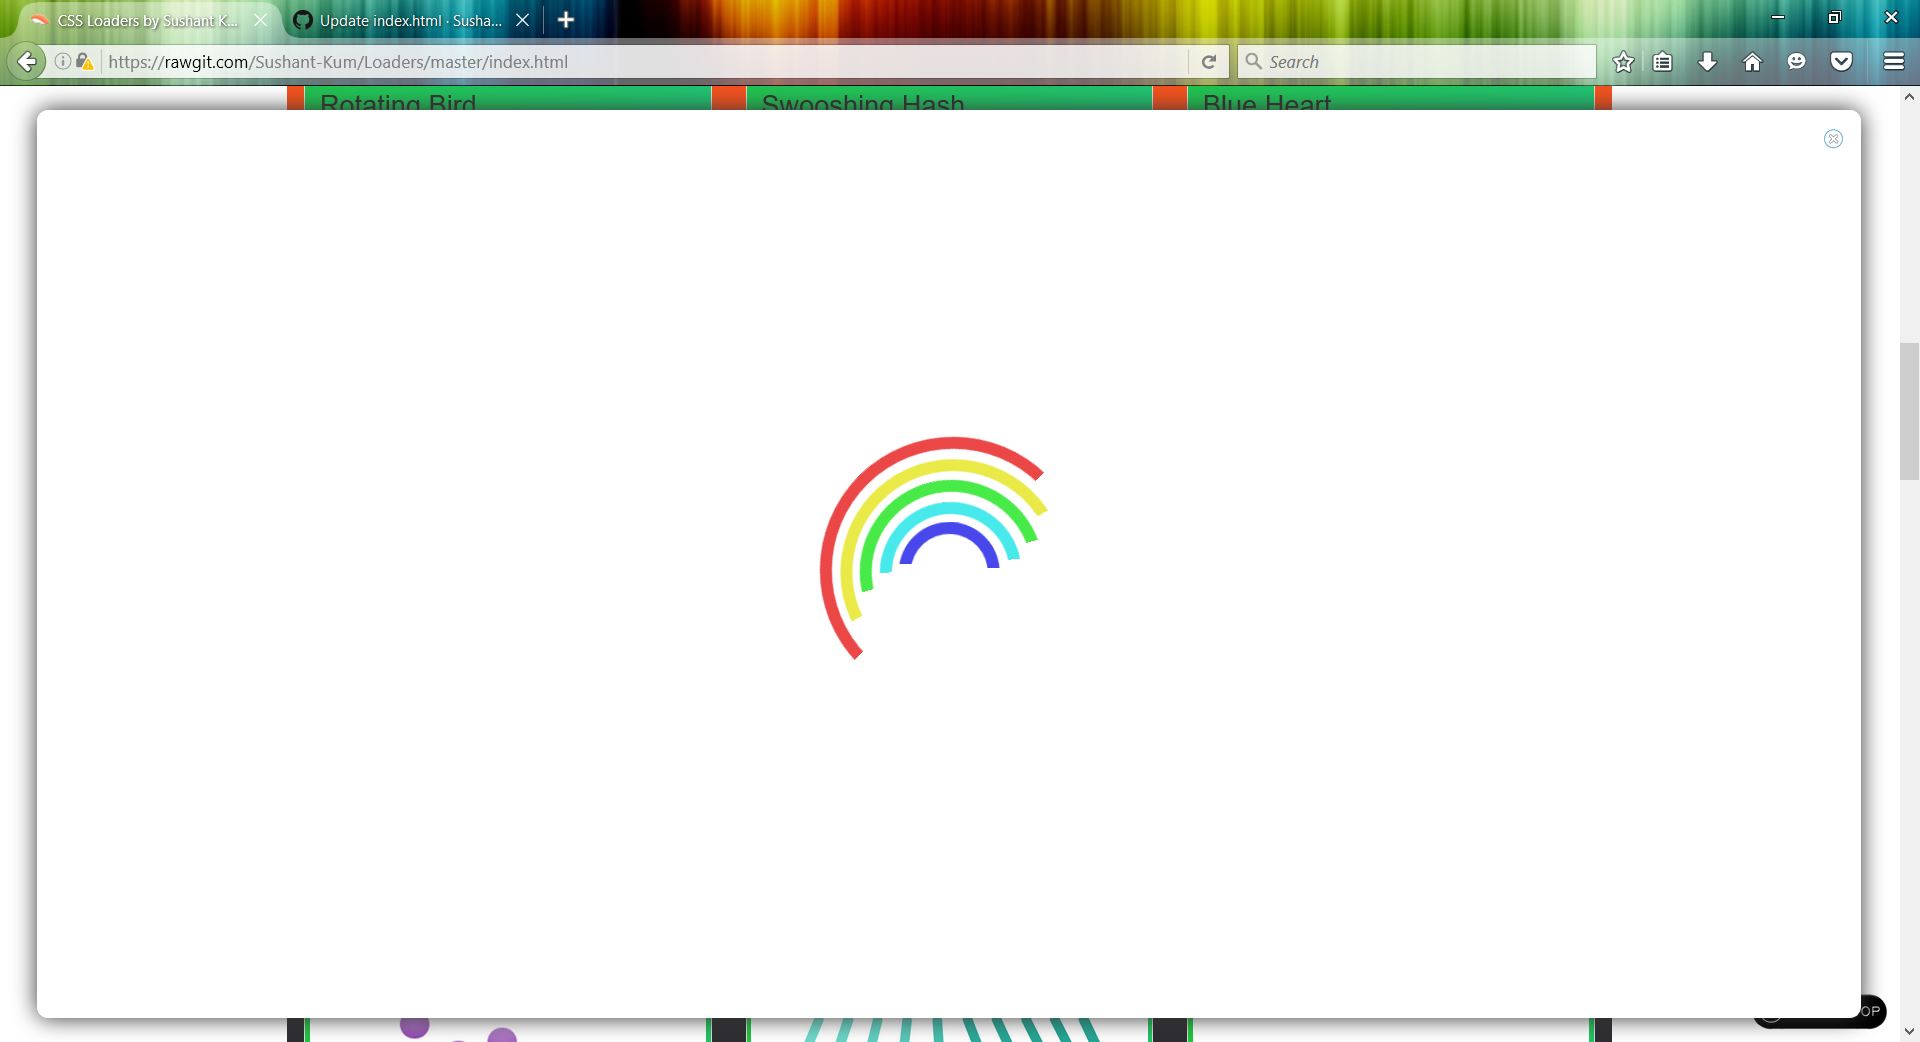 CSS Loaders by Sushant K...
Update index.html · Susha...
https://rawgit.com/Sushant-Kum/Loaders/master/index.html
Search
Rotating Bird
Swooshing Hash
Blue Heart
OP